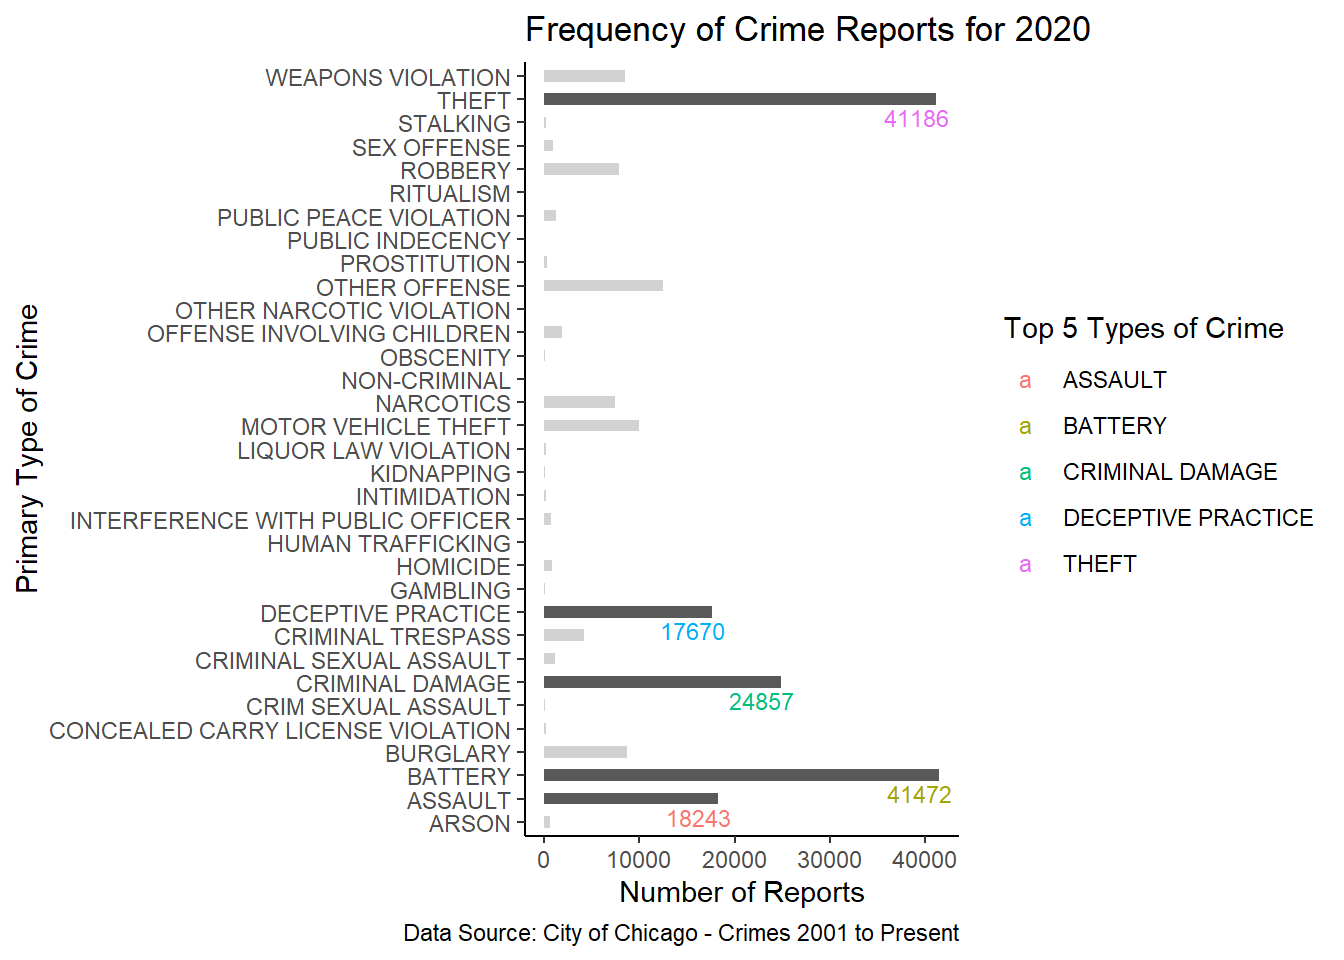 Frequency of Crime Reports for 2020
Primary Type of Crime
WEAPONS VIOLATION
THEFT
41186
STALKING
SEX OFFENSE
ROBBERY
RITUALISM
PUBLIC PEACE VIOLATION
PUBLIC INDECENCY
PROSTITUTION
OTHER OFFENSE
OTHER NARCOTIC VIOLATION
OFFENSE INVOLVING CHILDREN
OBSCENITY
NON-CRIMINAL
NARCOTICS
MOTOR VEHICLE THEFT
LIQUOR LAW VIOLATION
KIDNAPPING
INTIMIDATION
INTERFERENCE WITH PUBLIC OFFICER
HUMAN TRAFFICKING
HOMICIDE
GAMBLING
DECEPTIVE PRACTICE
17670
CRIMINAL TRESPASS
CRIMINAL SEXUAL ASSAULT
CRIMINAL DAMAGE
24857
CRIM SEXUAL ASSAULT
CONCEALED CARRY LICENSE VIOLATION
BURGLARY
BATTERY
41472
ASSAULT
18243
ARSON
0 10000 20000 30000 40000
Number of Reports
Data Source: City of Chicago - Crimes 2001 to Present
Top 5 Types of Crime
a ASSAULT
a BATTERY
a CRIMINAL DAMAGE
a DECEPTIVE PRACTICE
a THEFT